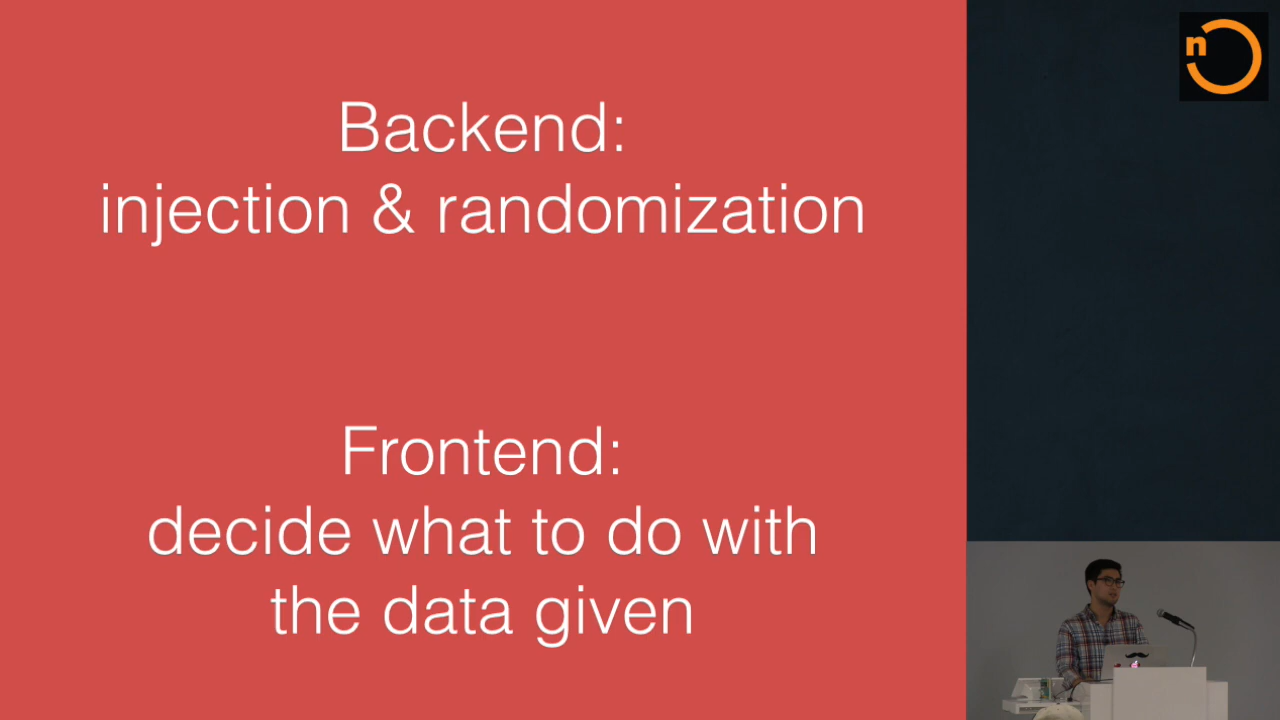 Backend:
injection & randomization
Frontend:
decide what to do with
the data given
n